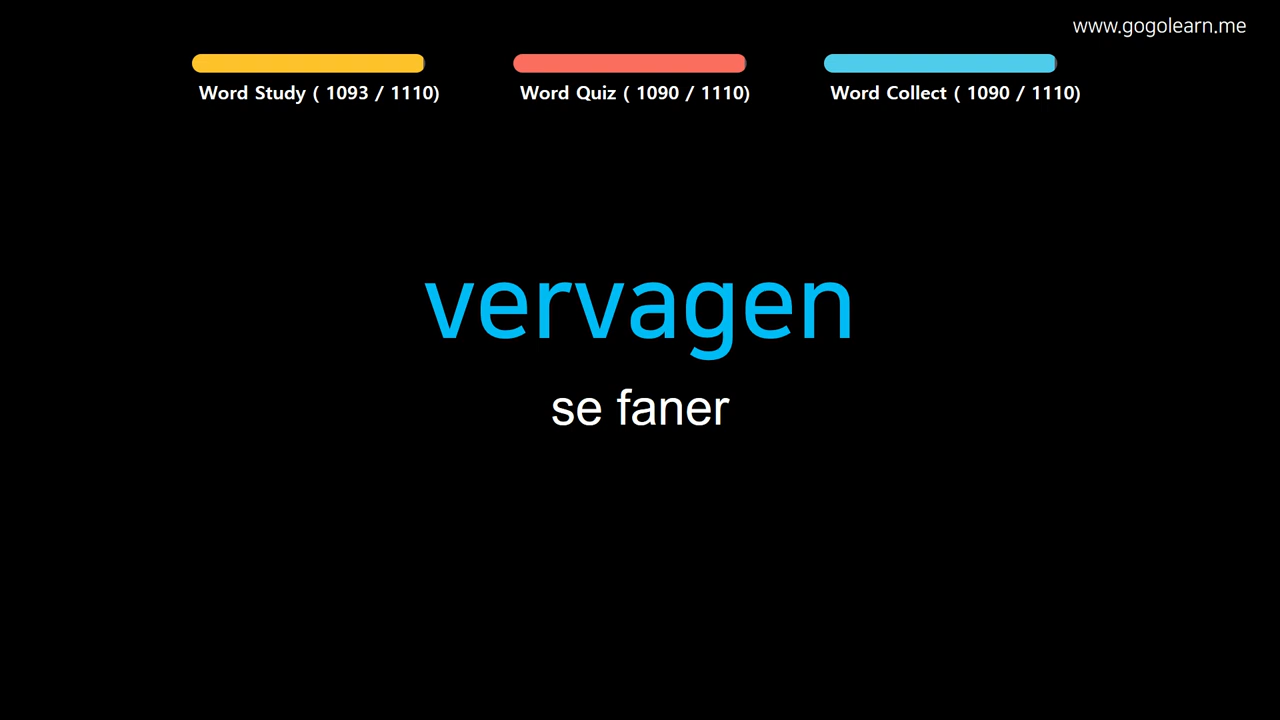 www.gogolearn.me
Word Study ( 1093 / 1110)
Word Quiz ( 1090 / 1110)
Word Collect ( 1090 / 1110)
vervagen
se faner